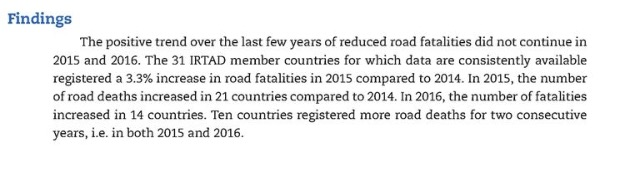 Findings
The positive trend over the last few years of reduced road fatalities did not continue in
2015 and 2016. The 31 IRTAD member countries for which data are consistently available
registered a 3.3% increase in road fatalities in 2015 compared to 2014. In 2015, the number
of road deaths increased in 21 countries compared to 2014. In 2016, the number of fatalities
increased in 14 countries. Ten countries registered more road deaths for two consecutive
years, i.e. in both 2015 and 2016.